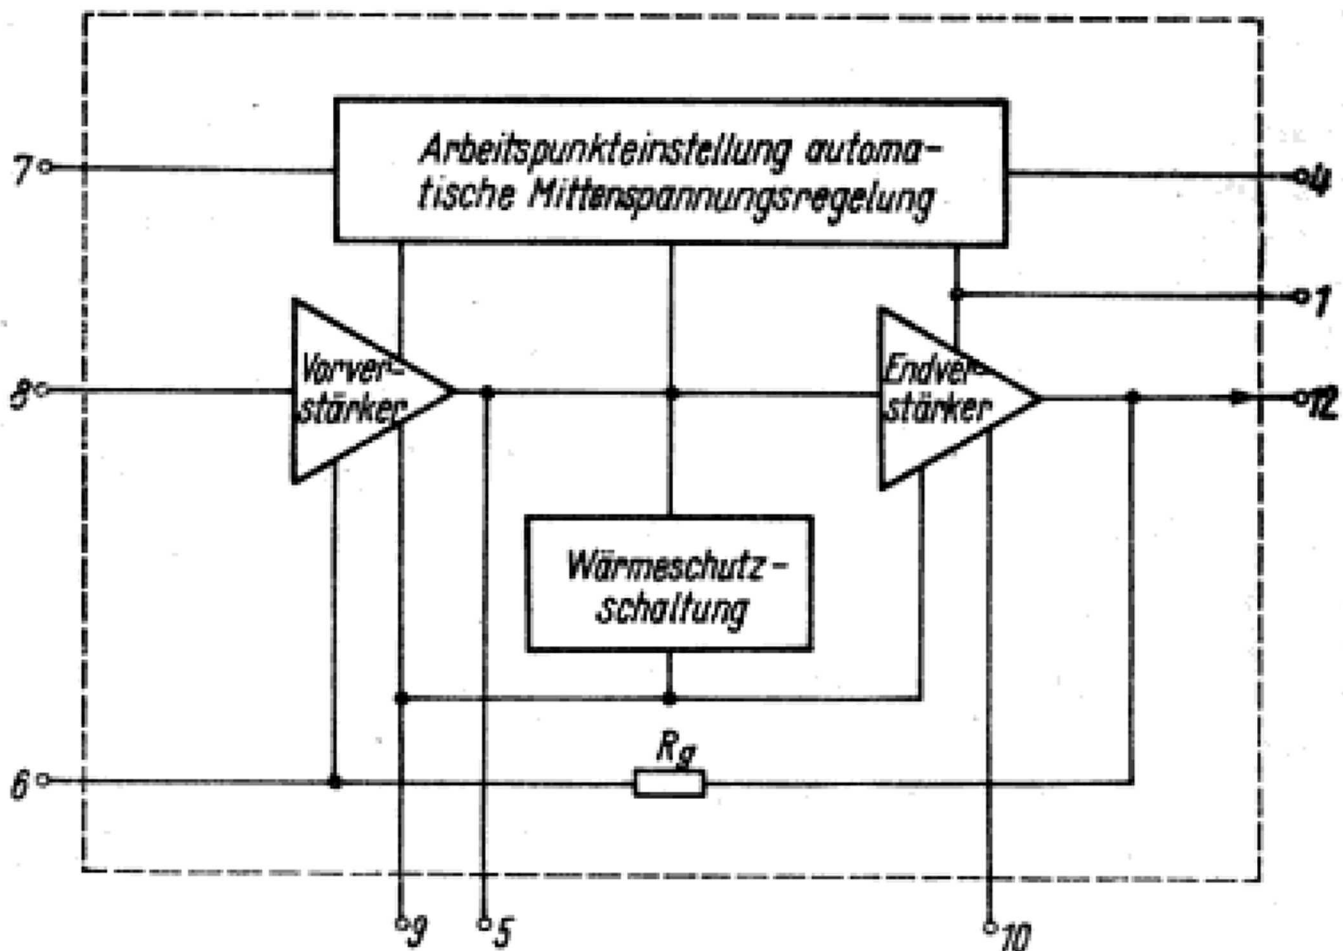 Arbeitspunkteinstellung automa-
tische Mittenspannungsregelung
7
4
1
Vorver-
stärker
Endver-
stärker
8
12
Wärmeschutz-
schaltung
Rg
6
9
5
10